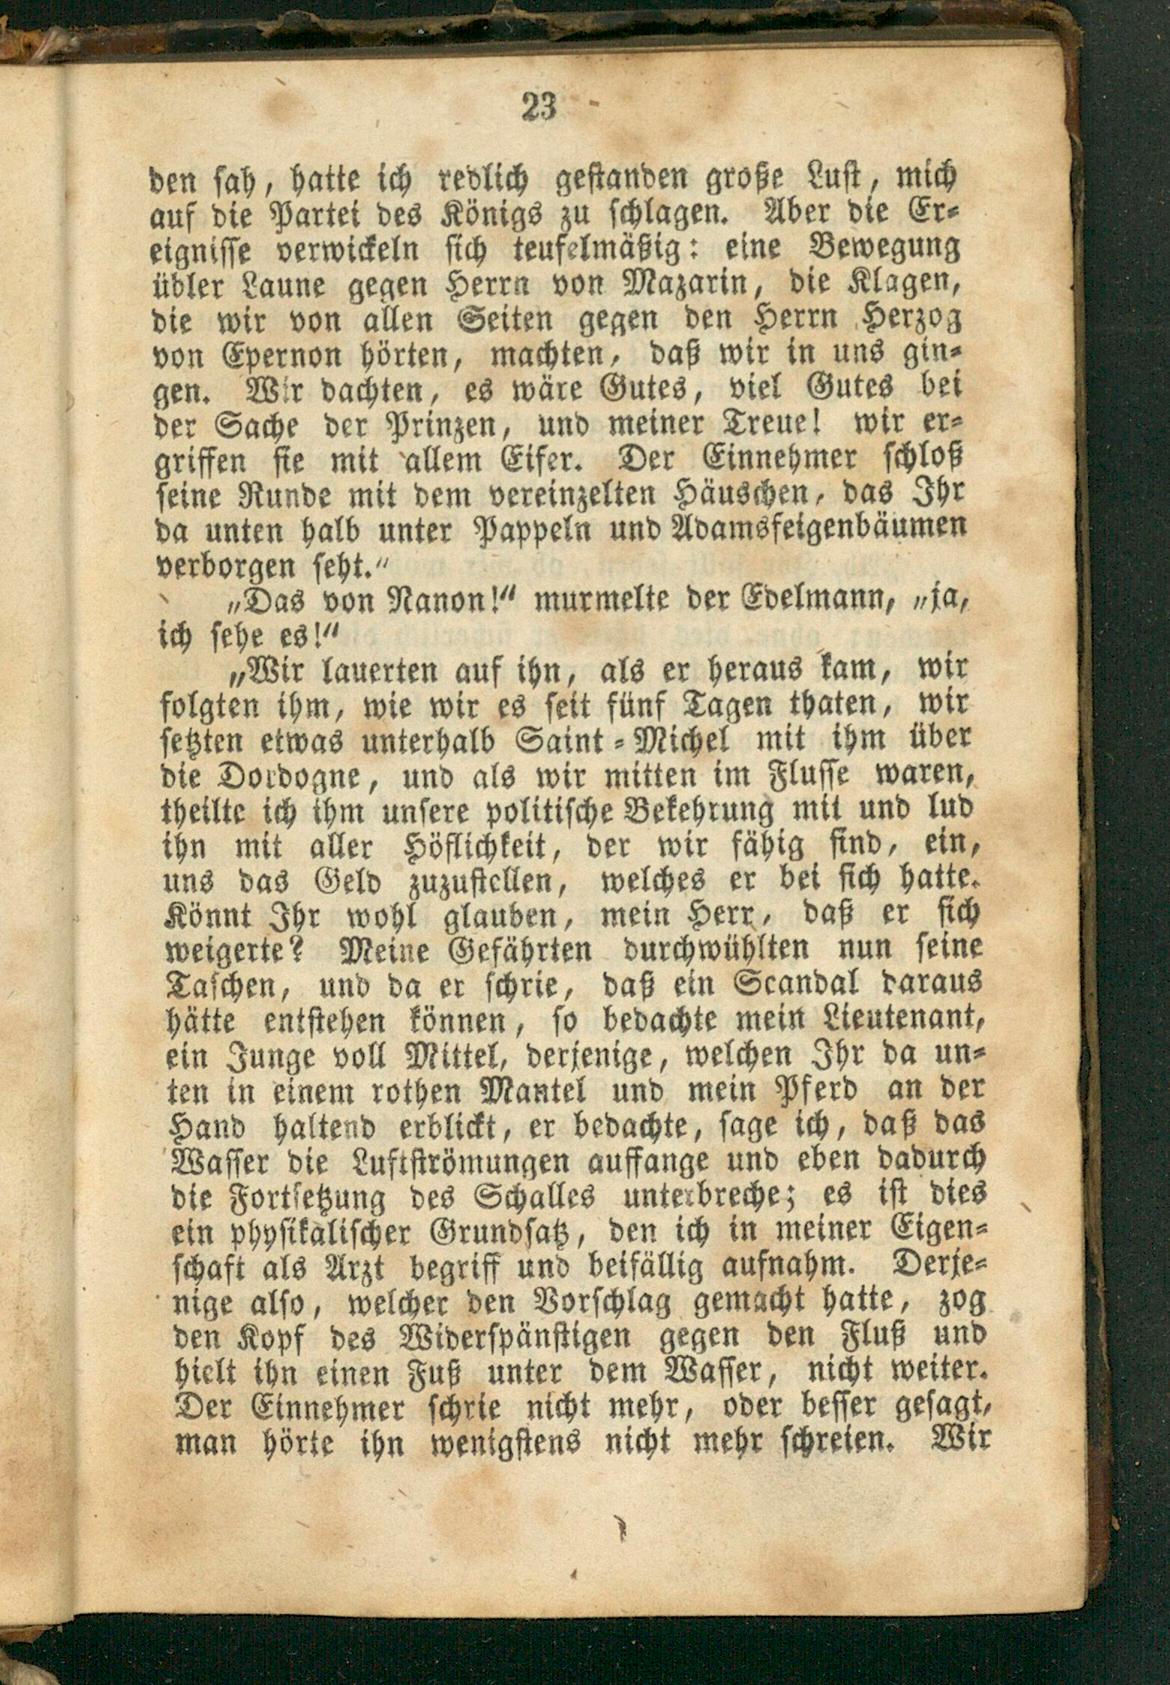 23
den sah, hatte ich redlich gestanden große Lust, mich
auf die Partei des Königs zu schlagen. Aber die Er-
eignisse verwickeln sich teufelmäßig: eine Bewegung
übler Laune gegen Herrn von Mazarin, die Klagen,
die wir von allen Seiten gegen den Herrn Herzog
von Epernon hörten, machten, daß wir in uns gin-
gen. Wir dachten, es wäre Gutes, viel Gutes bei
der Sache der Prinzen, und meiner Treue! wir er-
griffen sie mit allem Eifer. Der Einnehmer schloß
seine Runde mit dem vereinzelten Häuschen, das Ihr
da unten halb unter Pappeln und Adamsfeigenbäumen
verborgen seht.“
„Das von Nanon!“ murmelte der Edelmann, „ja,
ich sehe es!“
„Wir lauerten auf ihn, als er heraus kam, wir
folgten ihm, wie wir es seit fünf Tagen thaten, wir
setzten etwas unterhalb Saint-Michel mit ihm über
die Dordogne, und als wir mitten im Flusse waren,
theilte ich ihm unsere politische Bekehrung mit und lud
ihn mit aller Höflichkeit, der wir fähig sind, ein,
uns das Geld zuzustellen, welches er bei sich hatte.
Könnt Ihr wohl glauben, mein Herr, daß er sich
weigerte? Meine Gefährten durchwühlten nun seine
Taschen, und da er schrie, daß ein Scandal daraus
hätte entstehen können, so bedachte mein Lieutenant,
ein Junge voll Mittel, derjenige, welchen Ihr da un-
ten in einem rothen Mantel und mein Pferd an der
Hand haltend erblickt, er bedachte, sage ich, daß das
Wasser die Luftströmungen auffange und eben dadurch
die Fortsetzung des Schalles unterbreche; es ist dies
ein physikalischer Grundsatz, den ich in meiner Eigen-
schaft als Arzt begriff und beifällig aufnahm. Derje-
nige also, welcher den Vorschlag gemacht hatte, zog
den Kopf des Widerspänstigen gegen den Fluß und
hielt ihn einen Fuß unter dem Wasser, nicht weiter.
Der Einnehmer schrie nicht mehr, oder besser gesagt,
man hörte ihn wenigstens nicht mehr schreien. Wir